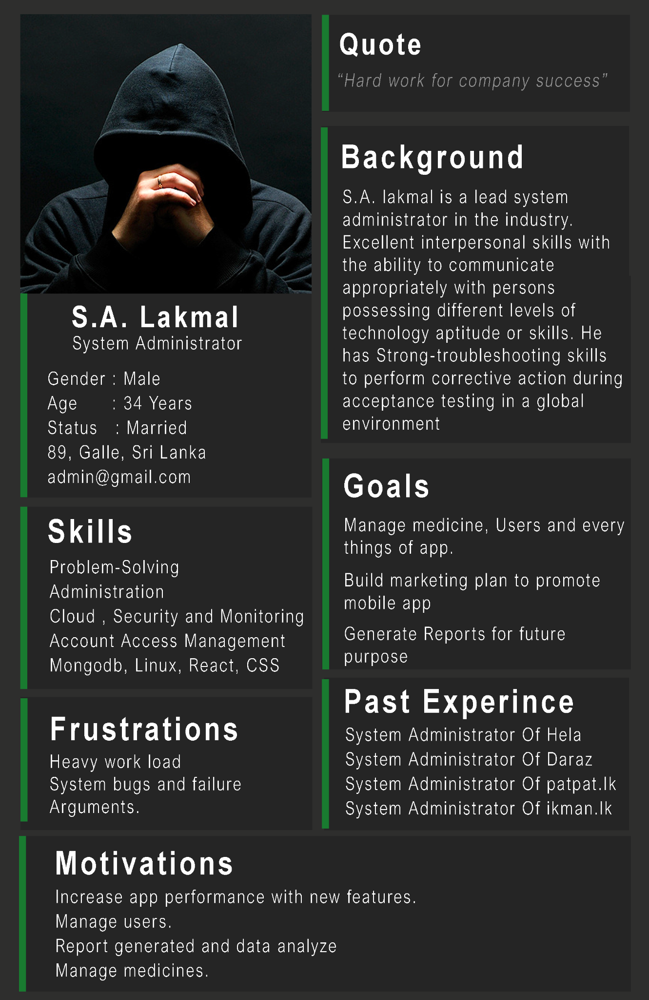 S.A. Lakmal
System Administrator
Gender : Male
Age : 34 Years
Status : Married
89, Galle, Sri Lanka
admin@gmail.com
Skills
Problem-Solving
Administration
Cloud , Security and Monitoring
Account Access Management
Mongodb, Linux, React, CSS
Frustrations
Heavy work load
System bugs and failure
Arguments.
Quote
“Hard work for company success”
Background
S.A. lakmal is a lead system
administrator in the industry.
Excellent interpersonal skills with
the ability to communicate
appropriately with persons
possessing different levels of
technology aptitude or skills. He
has Strong-troubleshooting skills
to perform corrective action during
acceptance testing in a global
environment
Goals
Manage medicine, Users and every
things of app.
Build marketing plan to promote
mobile app
Generate Reports for future
purpose
Past Experince
System Administrator Of Hela
System Administrator Of Daraz
System Administrator Of patpat.lk
System Administrator Of ikman.lk
Motivations
Increase app performance with new features.
Manage users.
Report generated and data analyze
Manage medicines.